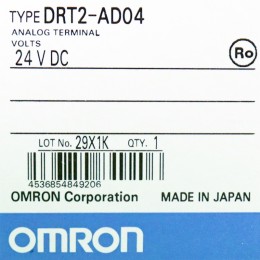 TYPE DRT2-AD04
ANALOG TERMINAL
VOLTS
24 V DC
Ro
LOT No. 29X1K QTY. 1
4536854849206
OMRON Corporation MADE IN JAPAN
OMRON